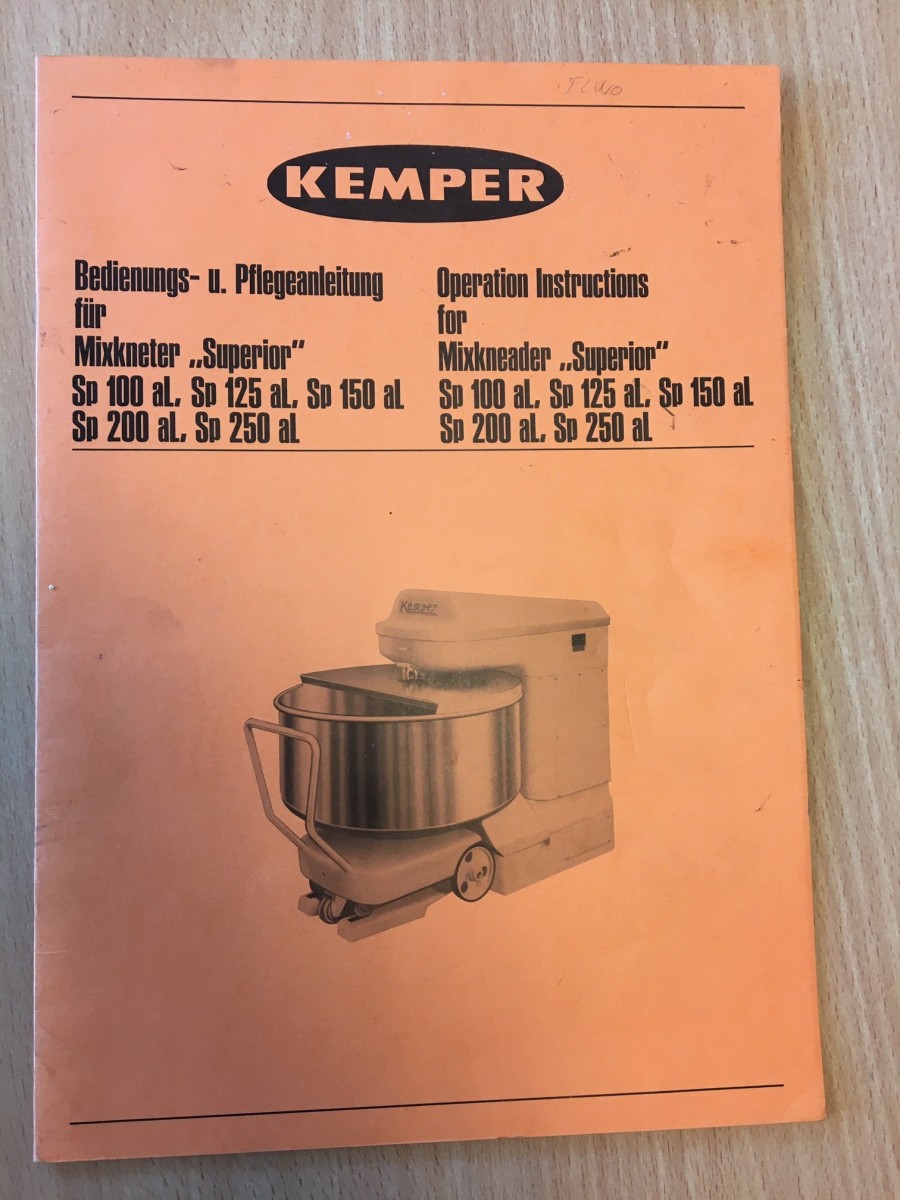 KEMPER
Bedienungs- u. Pflegeanleitung
für
Mixkneter „Superior"
Sp 100 aL, Sp 125 aL, Sp 150 aL
Sp 200 aL, Sp 250 aL
Operation Instructions
for
Mixkneader „Superior"
Sp 100 aL, Sp 125 aL, Sp 150 aL
Sp 200 aL, Sp 250 aL
Kemper